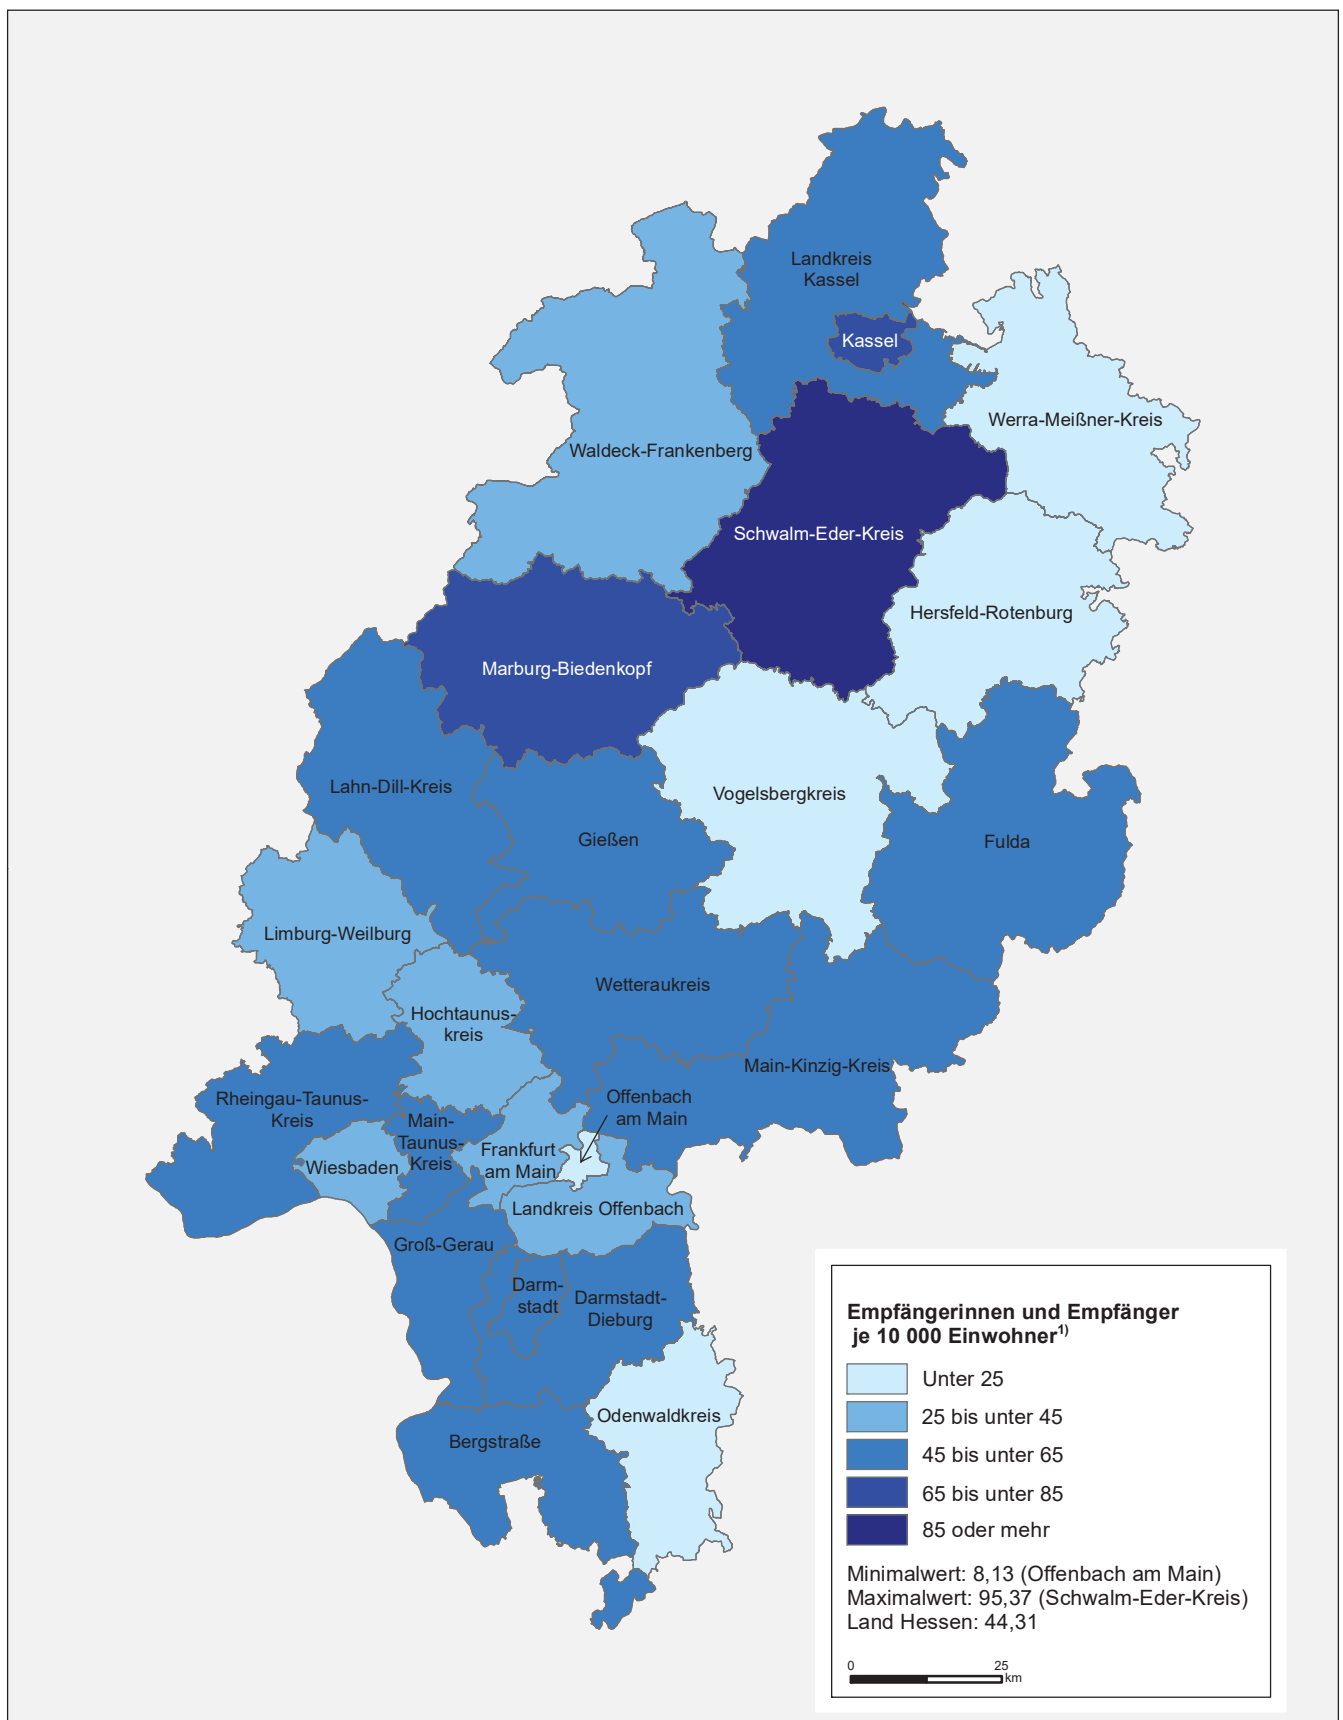 Landkreis
Kassel
Kassel
Werra-Meißner-Kreis
Waldeck-Frankenberg
Schwalm-Eder-Kreis
Hersfeld-Rotenburg
Marburg-Biedenkopf
Lahn-Dill-Kreis
Vogelsbergkreis
Gießen
Fulda
Limburg-Weilburg
Wetteraukreis
Hochtaunus-
kreis
Main-Kinzig-Kreis
Rheingau-Taunus-
Kreis
Offenbach
am Main
Main-
Taunus-
Kreis
Frankfurt
am Main
Wiesbaden
Landkreis Offenbach
Groß-Gerau
Darm-
stadt
Darmstadt-
Dieburg
Odenwaldkreis
Bergstraße
Empfängerinnen und Empfänger
je 10 000 Einwohner1)
Unter 25
25 bis unter 45
45 bis unter 65
65 bis unter 85
85 oder mehr
Minimalwert: 8,13 (Offenbach am Main)
Maximalwert: 95,37 (Schwalm-Eder-Kreis)
Land Hessen: 44,31
0 25
km